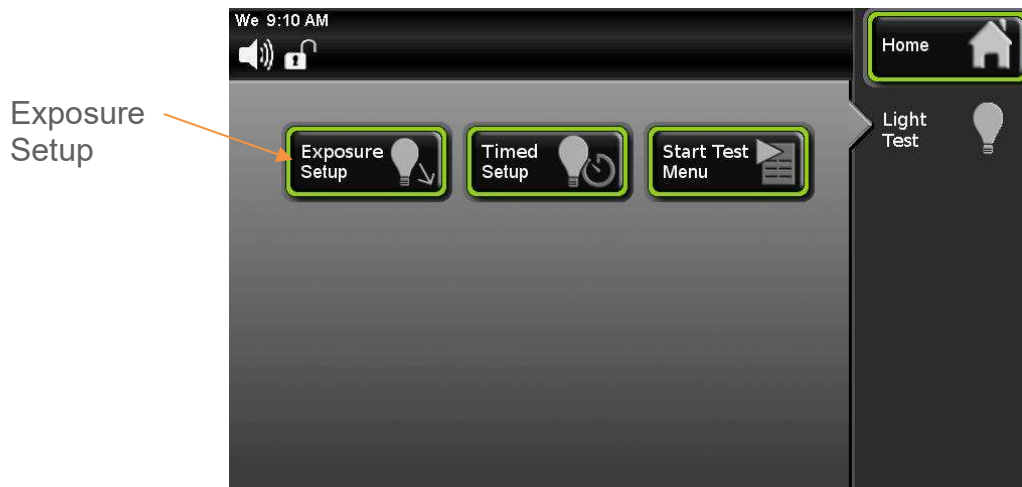 We 9:10 AM
Home
Exposure
Setup
Light
Test
Exposure
Setup
Timed
Setup
Start Test
Menu